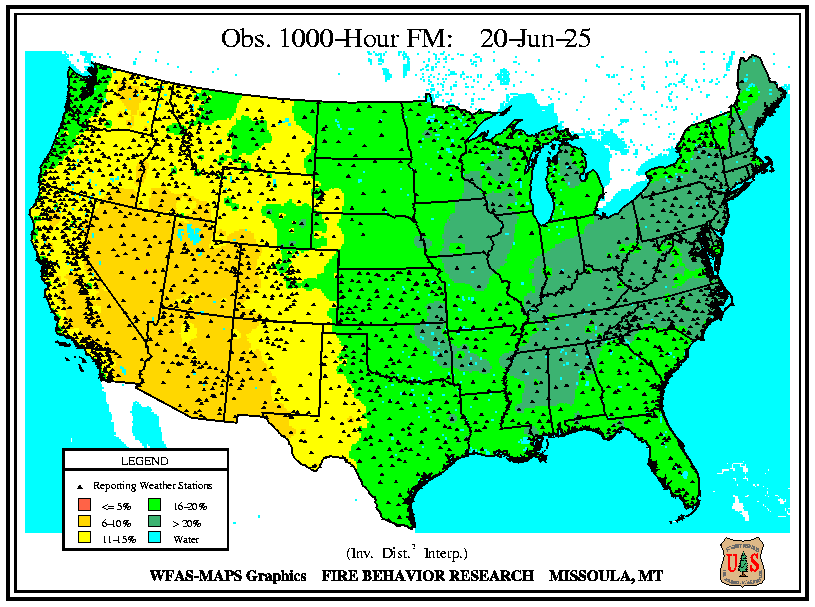 Obs. 1000-Hour FM: 20-Jun-25
LEGEND
Reporting Weather Stations
<= 5% 16-20%
6-10% > 20%
11-15% Water
(Inv. Dist.² Interp.)
WFAS-MAPS Graphics FIRE BEHAVIOR RESEARCH MISSOULA, MT
U S